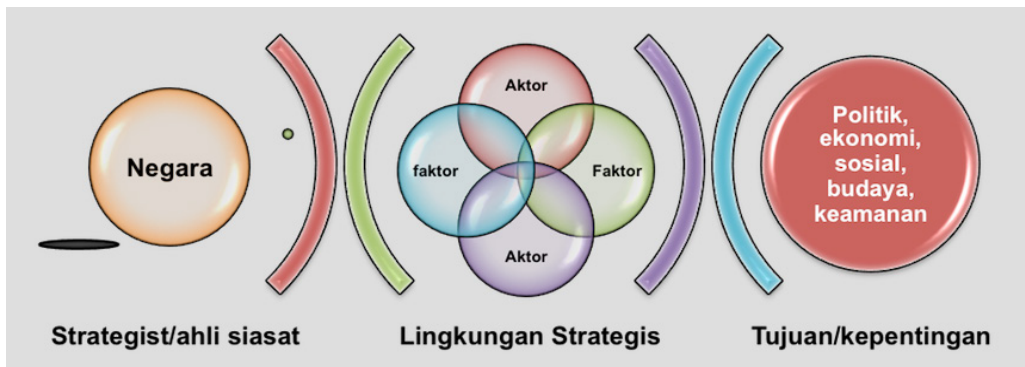 Negara
Aktor
faktor
Faktor
Aktor
Politik,
ekonomi,
sosial,
budaya,
keamanan
Strategist/ahli siasat
Lingkungan Strategis
Tujuan/kepentingan